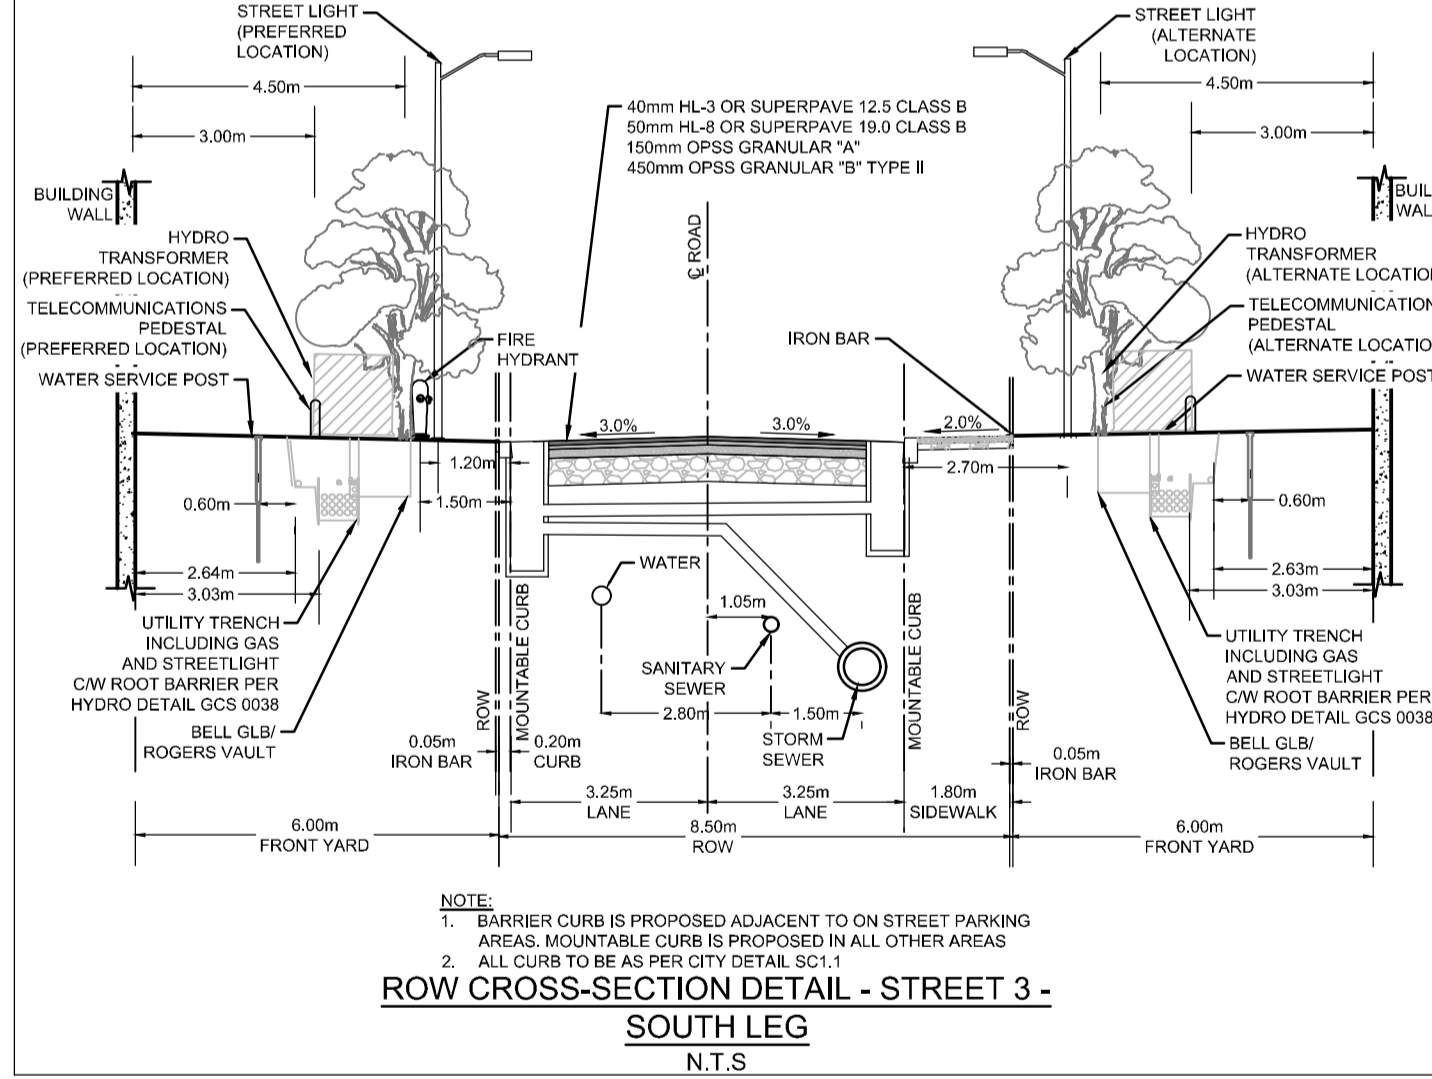 STREET LIGHT
(PREFERRED
LOCATION)
4.50m
3.00m
BUILDING
WALL
HYDRO
TRANSFORMER
(PREFERRED LOCATION)
TELECOMMUNICATIONS
PEDESTAL
(PREFERRED LOCATION)
WATER SERVICE POST
FIRE
HYDRANT
40mm HL-3 OR SUPERPAVE 12.5 CLASS B
50mm HL-8 OR SUPERPAVE 19.0 CLASS B
150mm OPSS GRANULAR "A"
450mm OPSS GRANULAR "B" TYPE II
℄ ROAD
IRON BAR
STREET LIGHT
(ALTERNATE
LOCATION)
4.50m
3.00m
BUIL
WAL
HYDRO
TRANSFORMER
(ALTERNATE LOCATIO
TELECOMMUNICATION
PEDESTAL
(ALTERNATE LOCATIO
WATER SERVICE POST
3.0%
3.0%
2.0%
1.20m
1.50m
2.70m
0.60m
0.60m
2.64m
3.03m
2.63m
3.03m
UTILITY TRENCH
INCLUDING GAS
AND STREETLIGHT
C/W ROOT BARRIER PER
HYDRO DETAIL GCS 0038
BELL GLB/
ROGERS VAULT
WATER
1.05m
SANITARY
SEWER
2.80m
1.50m
STORM
SEWER
MOUNTABLE CURB
ROW
MOUNTABLE CURB
ROW
UTILITY TRENCH
INCLUDING GAS
AND STREETLIGHT
C/W ROOT BARRIER PER
HYDRO DETAIL GCS 0038
BELL GLB/
ROGERS VAULT
0.05m
IRON BAR
0.20m
CURB
0.05m
IRON BAR
3.25m
LANE
3.25m
LANE
1.80m
SIDEWALK
6.00m
FRONT YARD
8.50m
ROW
6.00m
FRONT YARD
NOTE:
1. BARRIER CURB IS PROPOSED ADJACENT TO ON STREET PARKING
AREAS. MOUNTABLE CURB IS PROPOSED IN ALL OTHER AREAS
2. ALL CURB TO BE AS PER CITY DETAIL SC1.1
ROW CROSS-SECTION DETAIL - STREET 3 -
SOUTH LEG
N.T.S